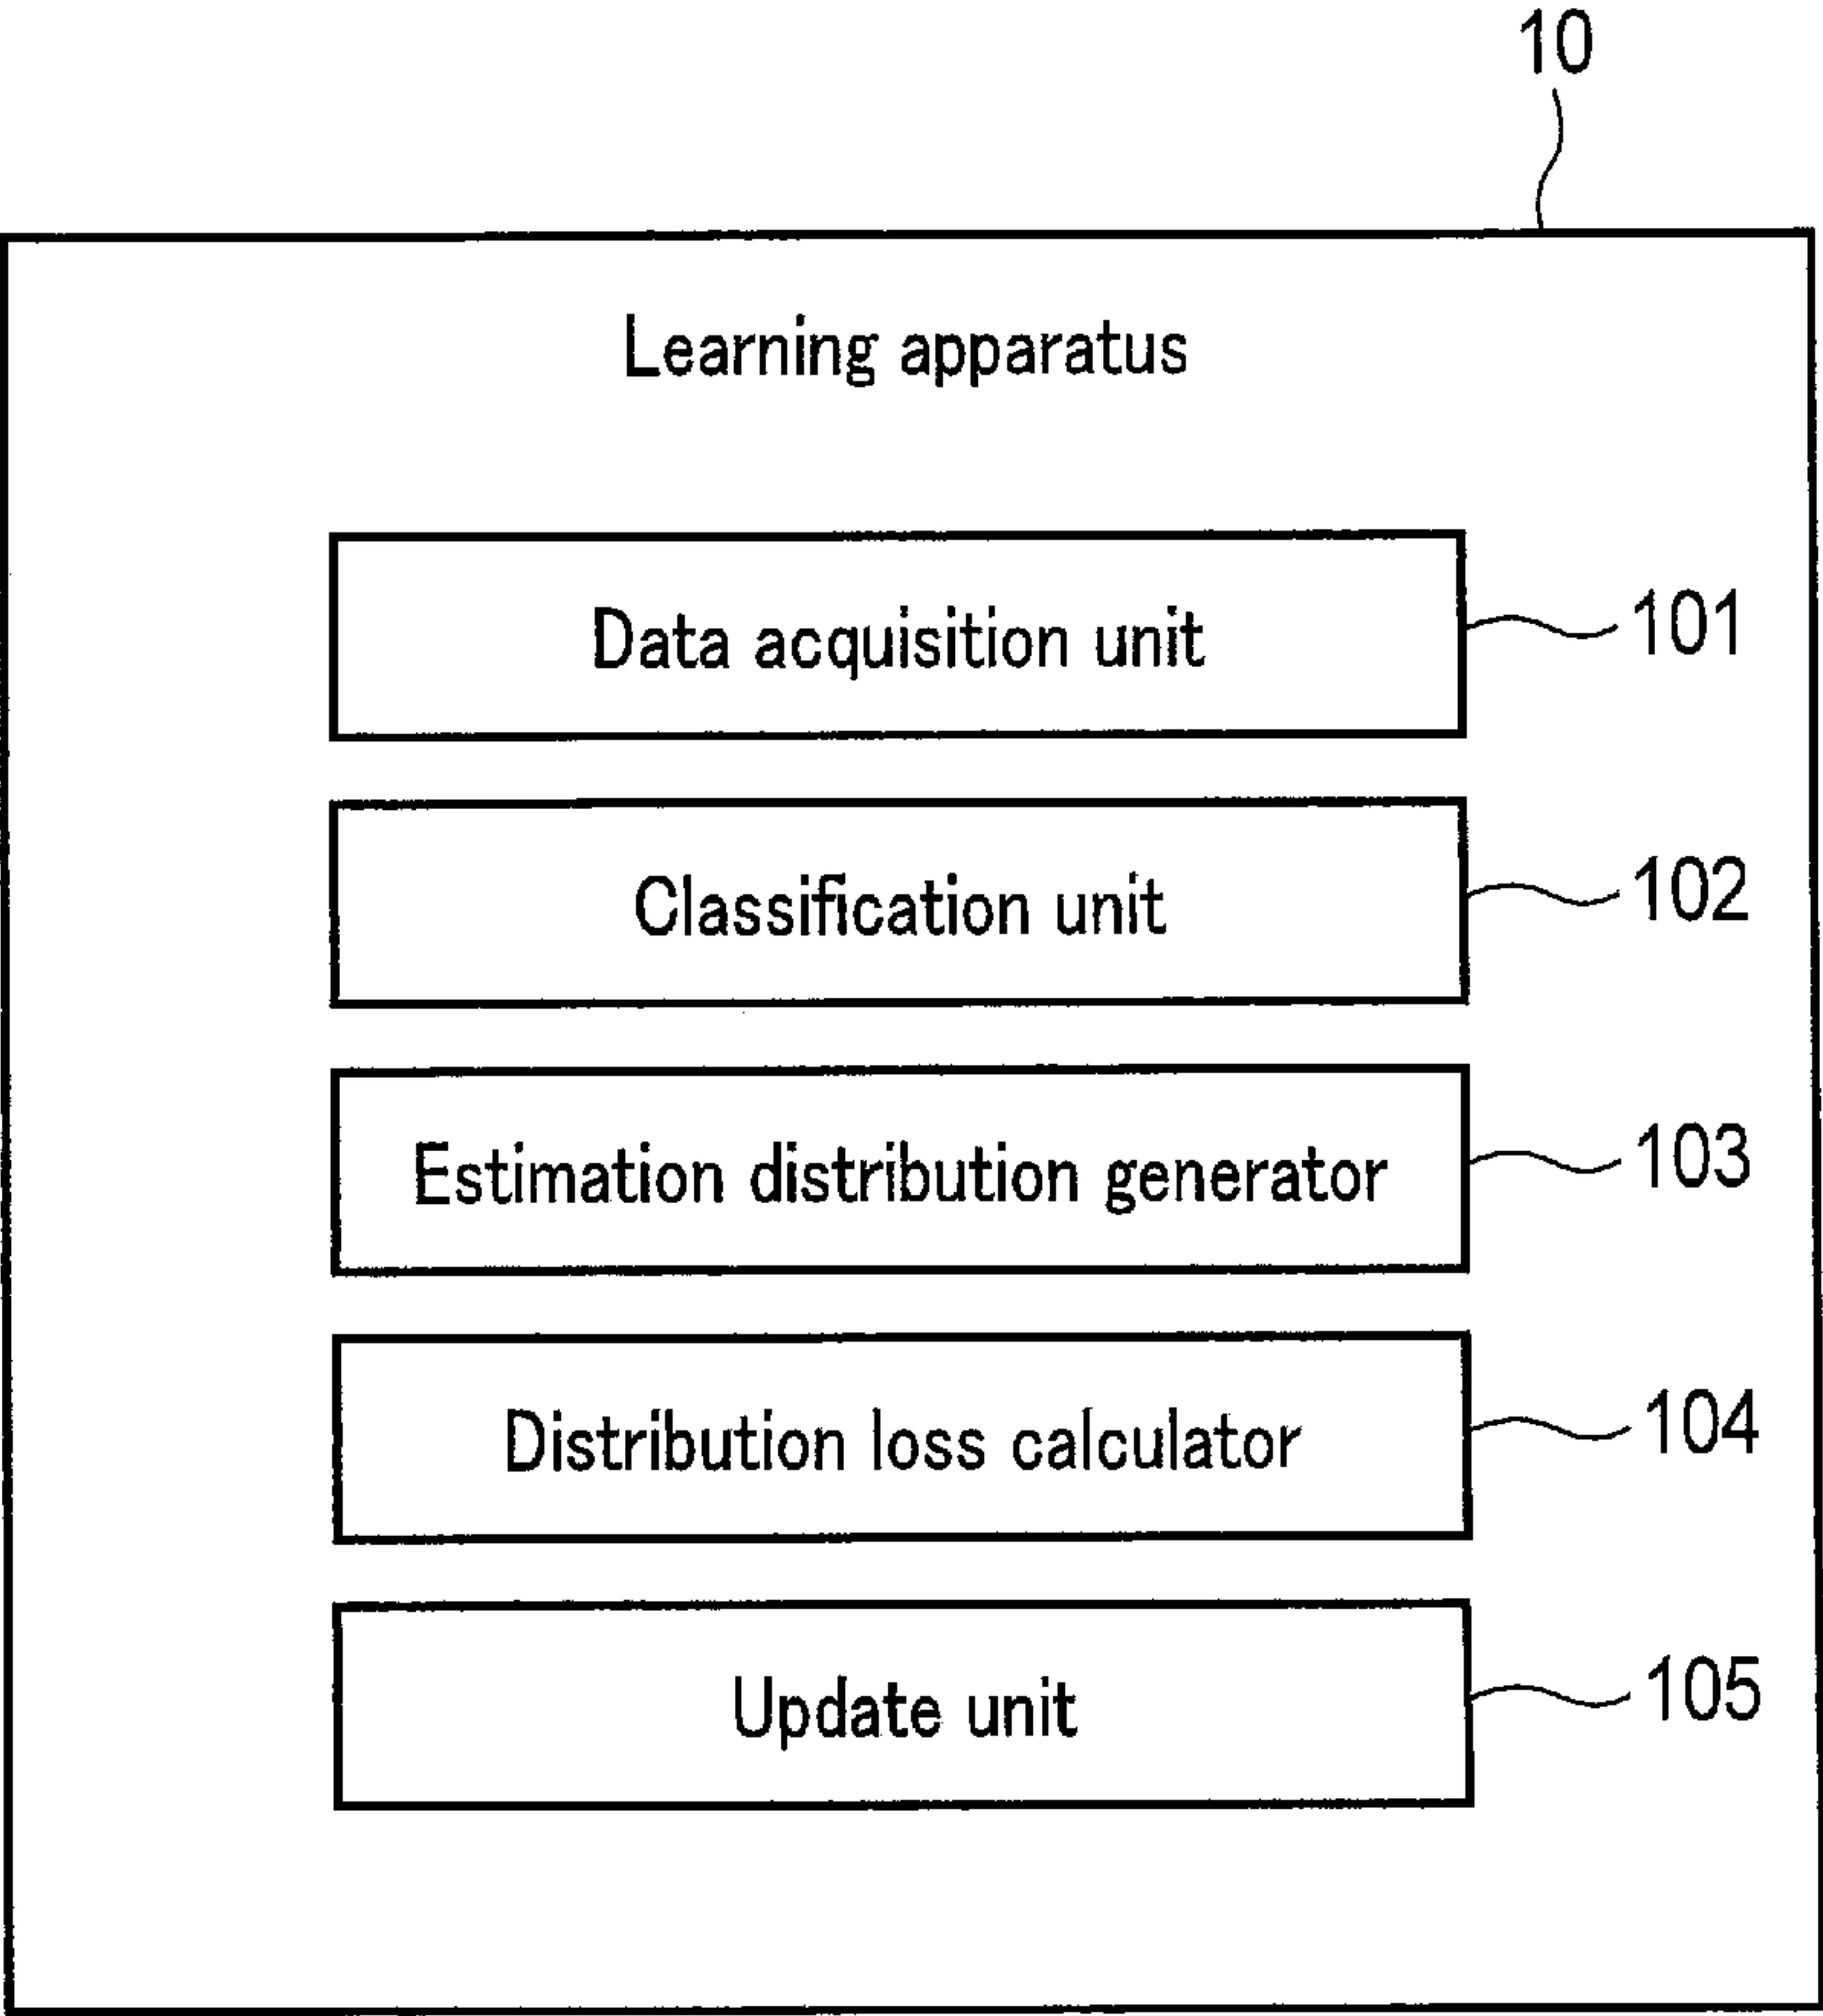 10
Learning apparatus
Data acquisition unit 101
Classification unit 102
Estimation distribution generator 103
Distribution loss calculator 104
Update unit 105